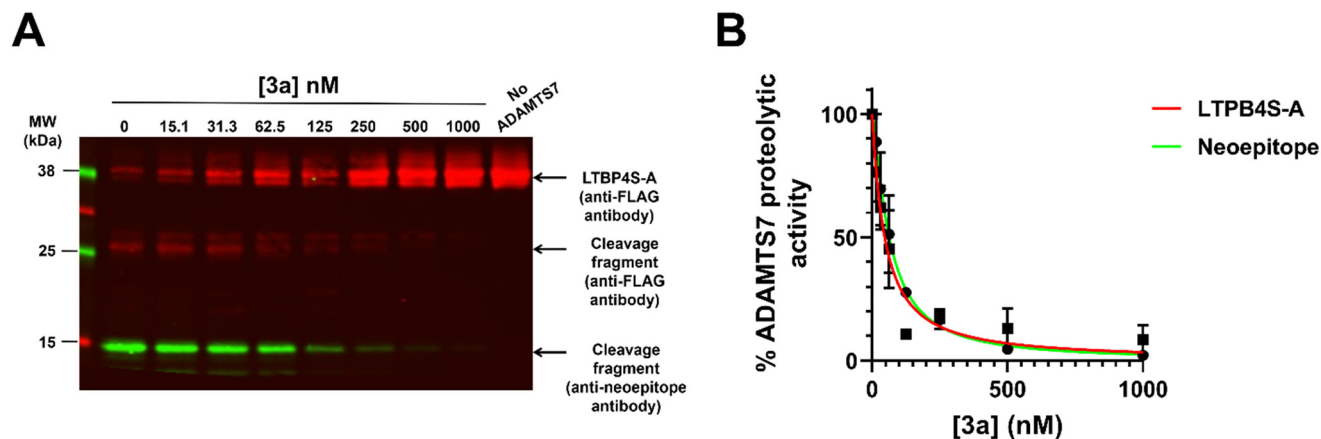 A
[3a] nM
No
ADAMTS7
MW
(kDa)
0 15.1 31.3 62.5 125 250 500 1000
38
25
15
LTBP4S-A
(anti-FLAG
antibody)
Cleavage
fragment
(anti-FLAG
antibody)
Cleavage
fragment
(anti-neoepitope
antibody)
B
% ADAMTS7 proteolytic
activity
100
50
0
0 500 1000
[3a] (nM)
LTPB4S-A
Neoepitope